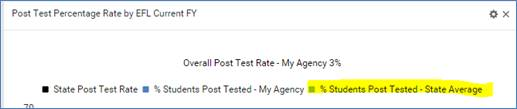 Post Test Percentage Rate by EFL Current FY
Overall Post Test Rate - My Agency 3%
State Post Test Rate % Students Post Tested - My Agency % Students Post Tested - State Average
70